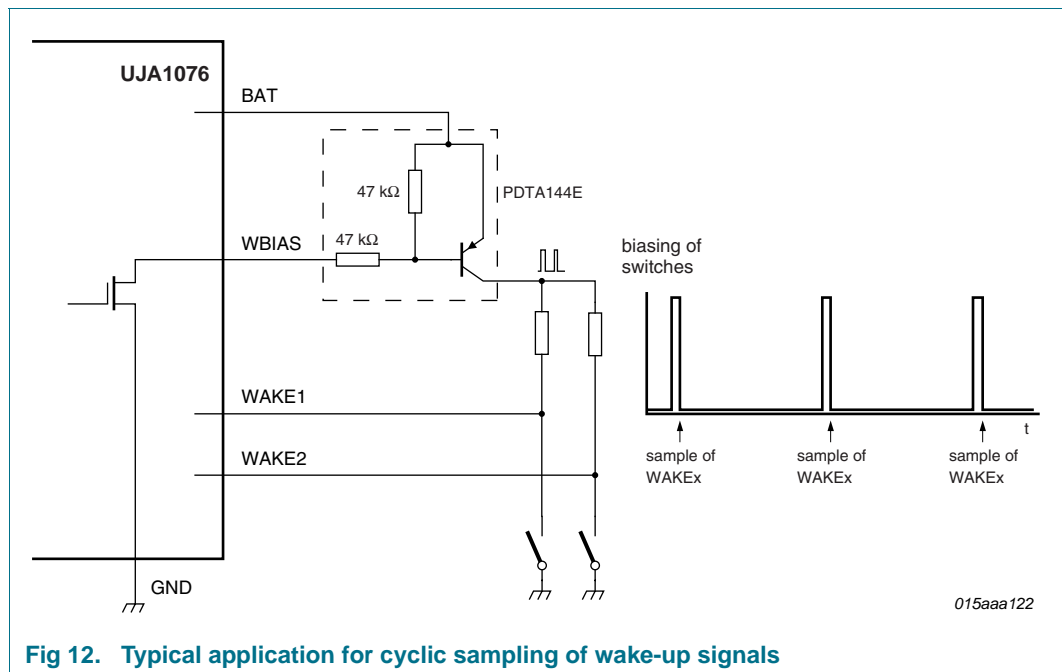 UJA1076
BAT
47 kΩ
PDTA144E
WBIAS
47 kΩ
biasing of
switches
WAKE1
WAKE2
t
sample of
WAKEx
sample of
WAKEx
sample of
WAKEx
GND
015aaa122
Fig 12. Typical application for cyclic sampling of wake-up signals